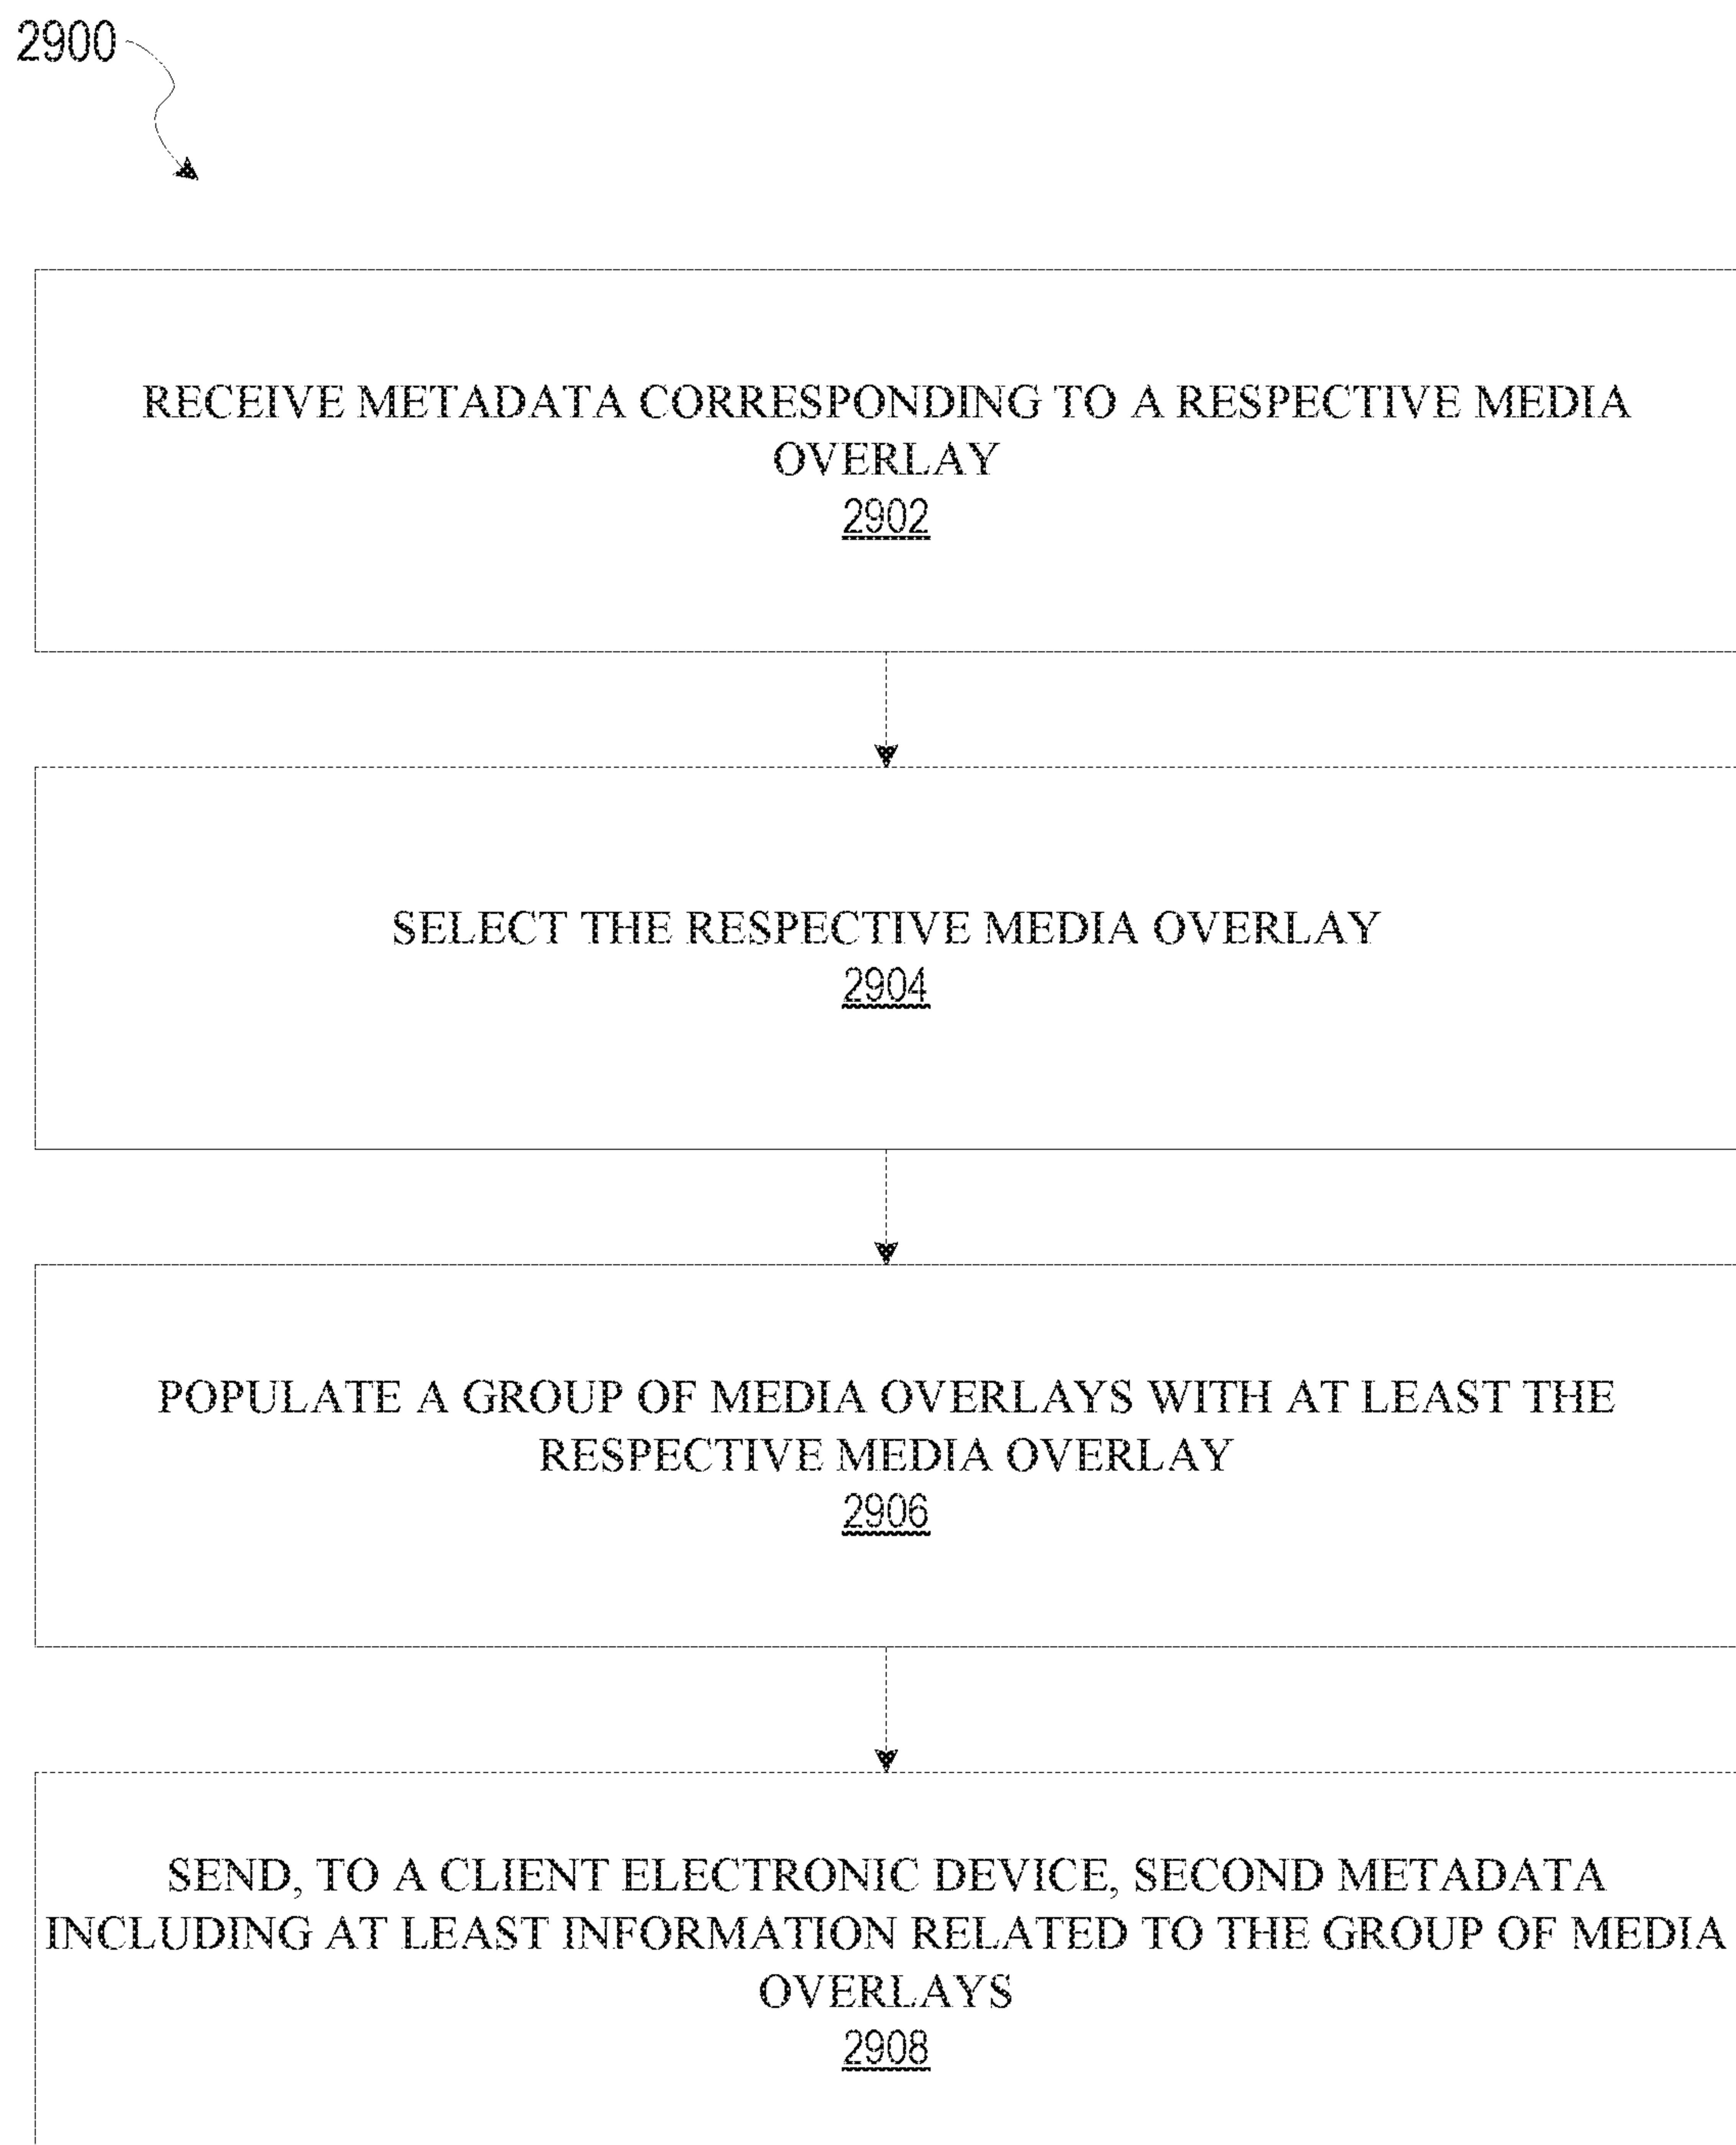 2900
RECEIVE METADATA CORRESPONDING TO A RESPECTIVE MEDIA
OVERLAY
2902
SELECT THE RESPECTIVE MEDIA OVERLAY
2904
POPULATE A GROUP OF MEDIA OVERLAYS WITH AT LEAST THE
RESPECTIVE MEDIA OVERLAY
2906
SEND, TO A CLIENT ELECTRONIC DEVICE, SECOND METADATA
INCLUDING AT LEAST INFORMATION RELATED TO THE GROUP OF MEDIA
OVERLAYS
2908